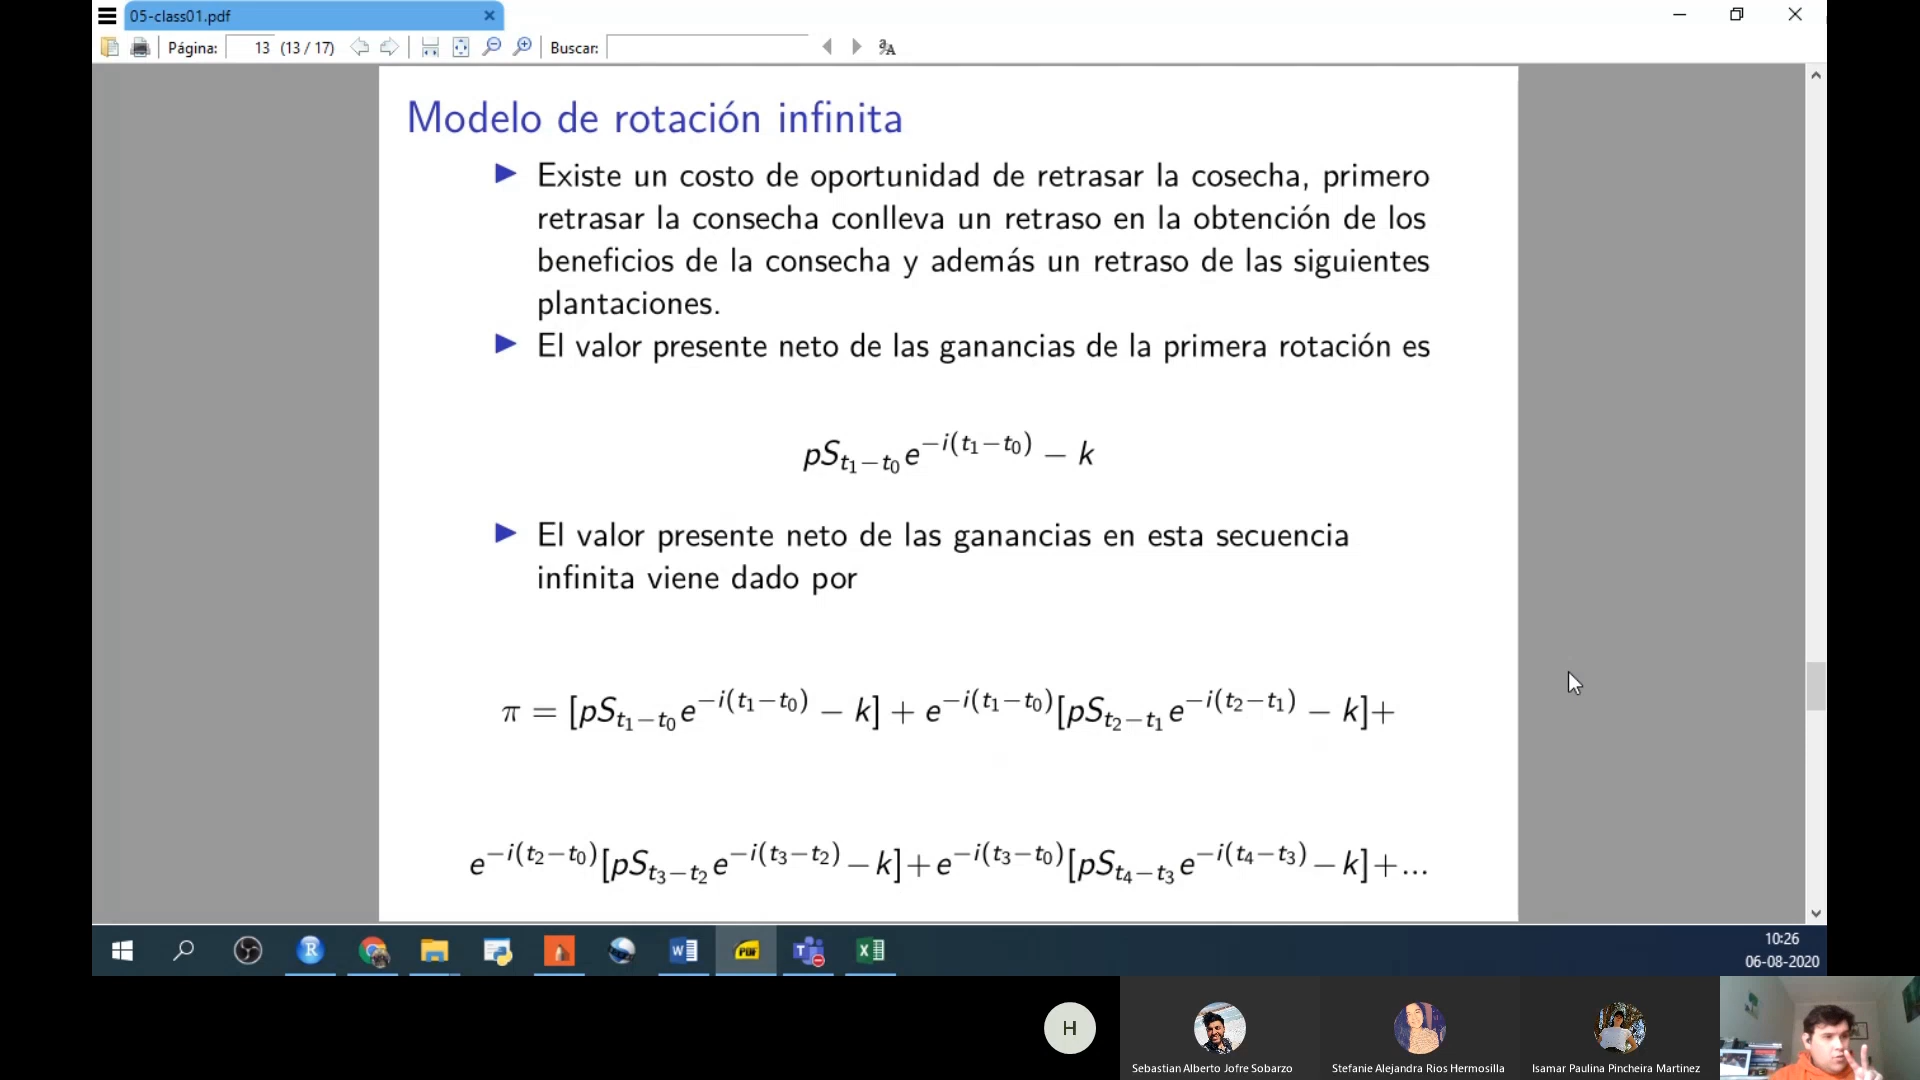 05-class01.pdf
Página: 13 (13 / 17) Buscar:
Modelo de rotación infinita
Existe un costo de oportunidad de retrasar la cosecha, primero
retrasar la consecha conlleva un retraso en la obtención de los
beneficios de la consecha y además un retraso de las siguientes
plantaciones.
El valor presente neto de las ganancias de la primera rotación es
$pS_{t_1-t_0}e^{-i(t_1-t_0)} - k$
El valor presente neto de las ganancias en esta secuencia
infinita viene dado por
$\pi = [pS_{t_1-t_0}e^{-i(t_1-t_0)} - k] + e^{-i(t_1-t_0)}[pS_{t_2-t_1}e^{-i(t_2-t_1)} - k]+$
$e^{-i(t_2-t_0)}[pS_{t_3-t_2}e^{-i(t_3-t_2)} - k] + e^{-i(t_3-t_0)}[pS_{t_4-t_3}e^{-i(t_4-t_3)} - k] + ...$
10:26
06-08-2020
H
Sebastian Alberto Jofre Sobarzo
Stefanie Alejandra Rios Hermosilla
Isamar Paulina Pincheira Martinez